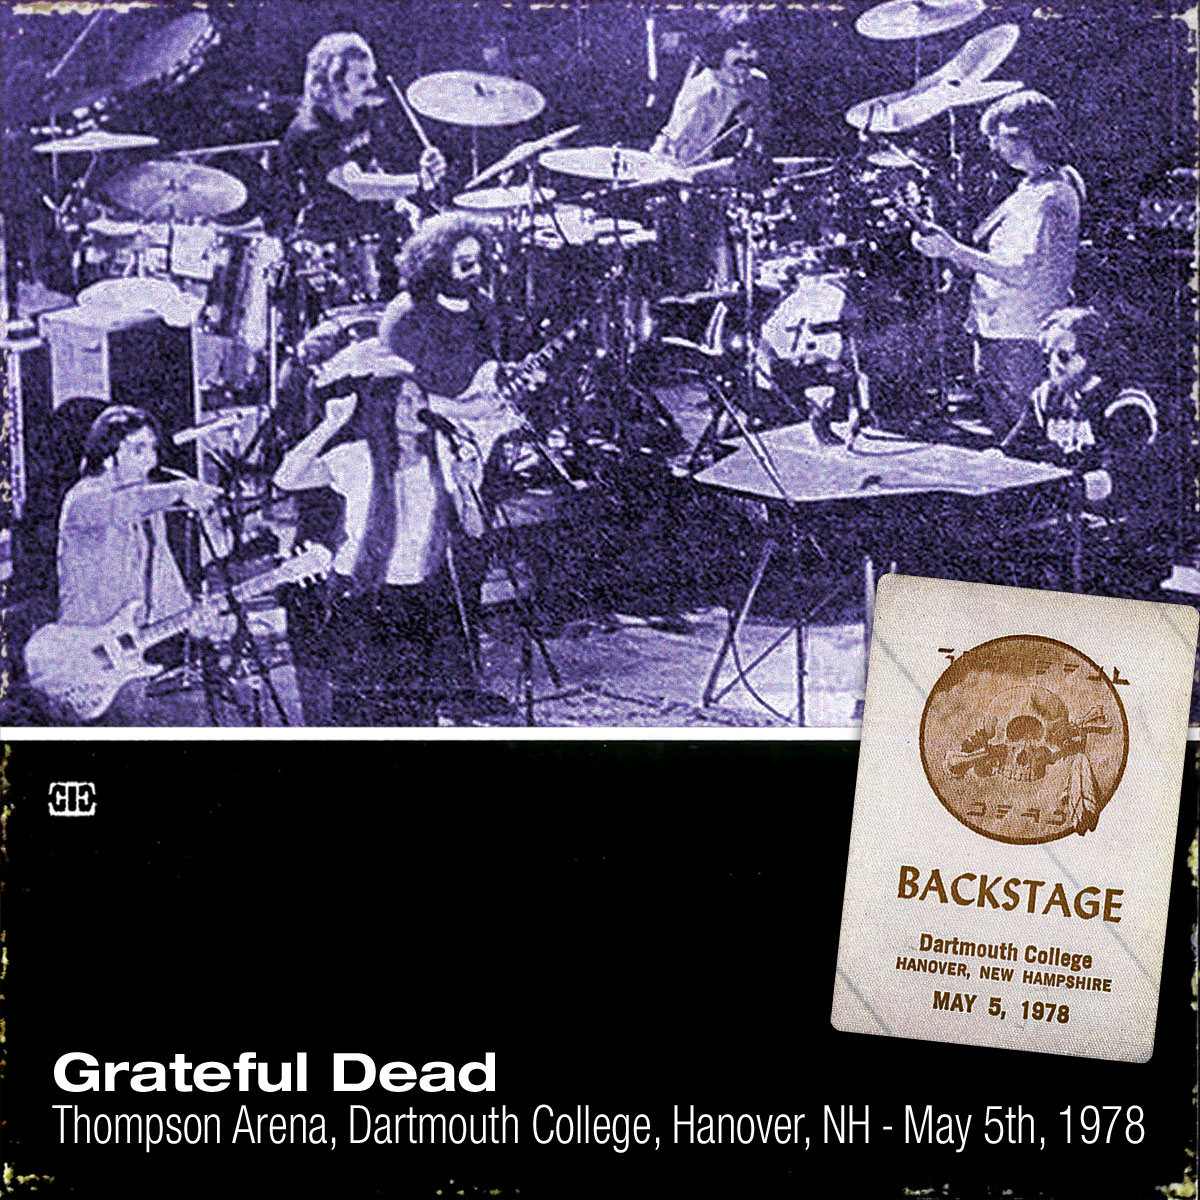 BACKSTAGE
Dartmouth College
HANOVER, NEW HAMPSHIRE
MAY 5, 1978
Grateful Dead
Thompson Arena, Dartmouth College, Hanover, NH - May 5th, 1978